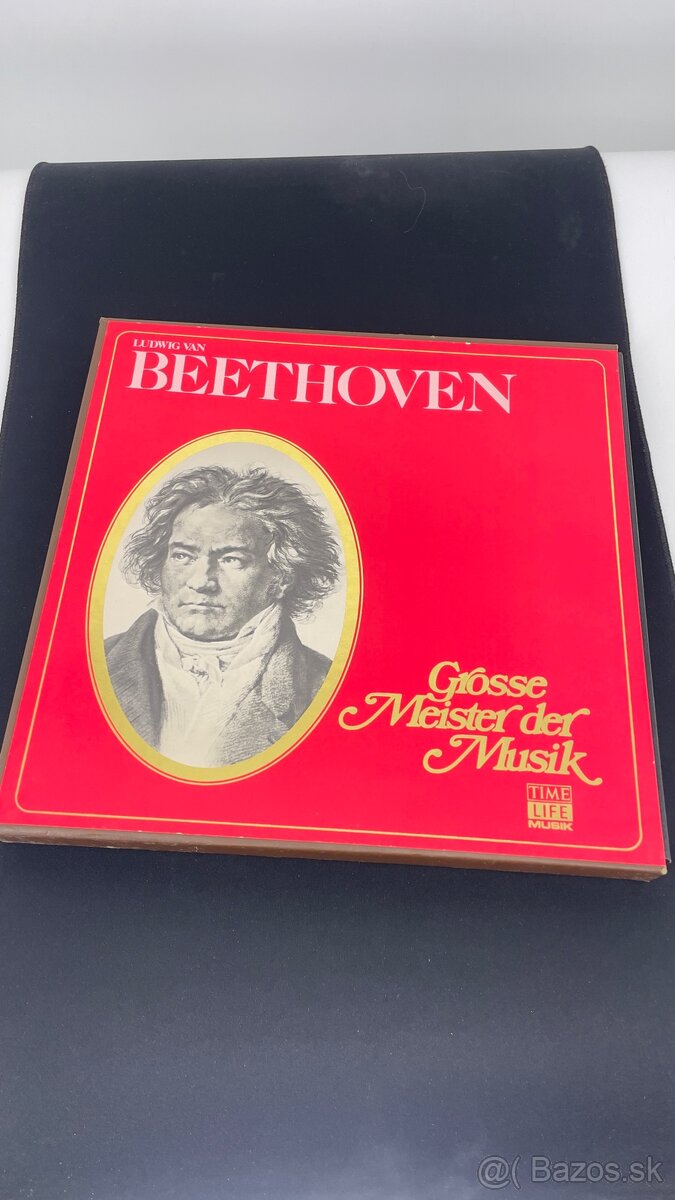 LUDWIG VAN
BEETHOVEN
Grosse
Meister der
Musik
TIME
LIFE
MUSIK
@( Bazos.sk